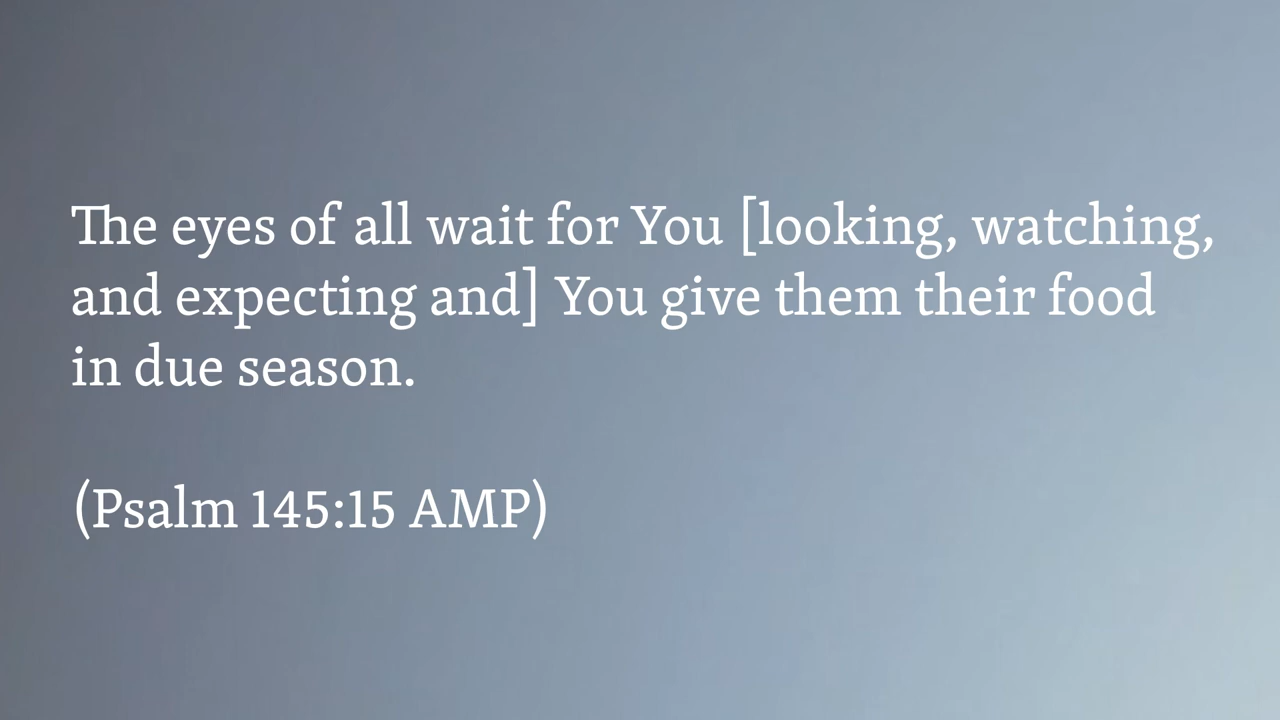 The eyes of all wait for You [looking, watching,
and expecting and] You give them their food
in due season.
(Psalm 145:15 AMP)